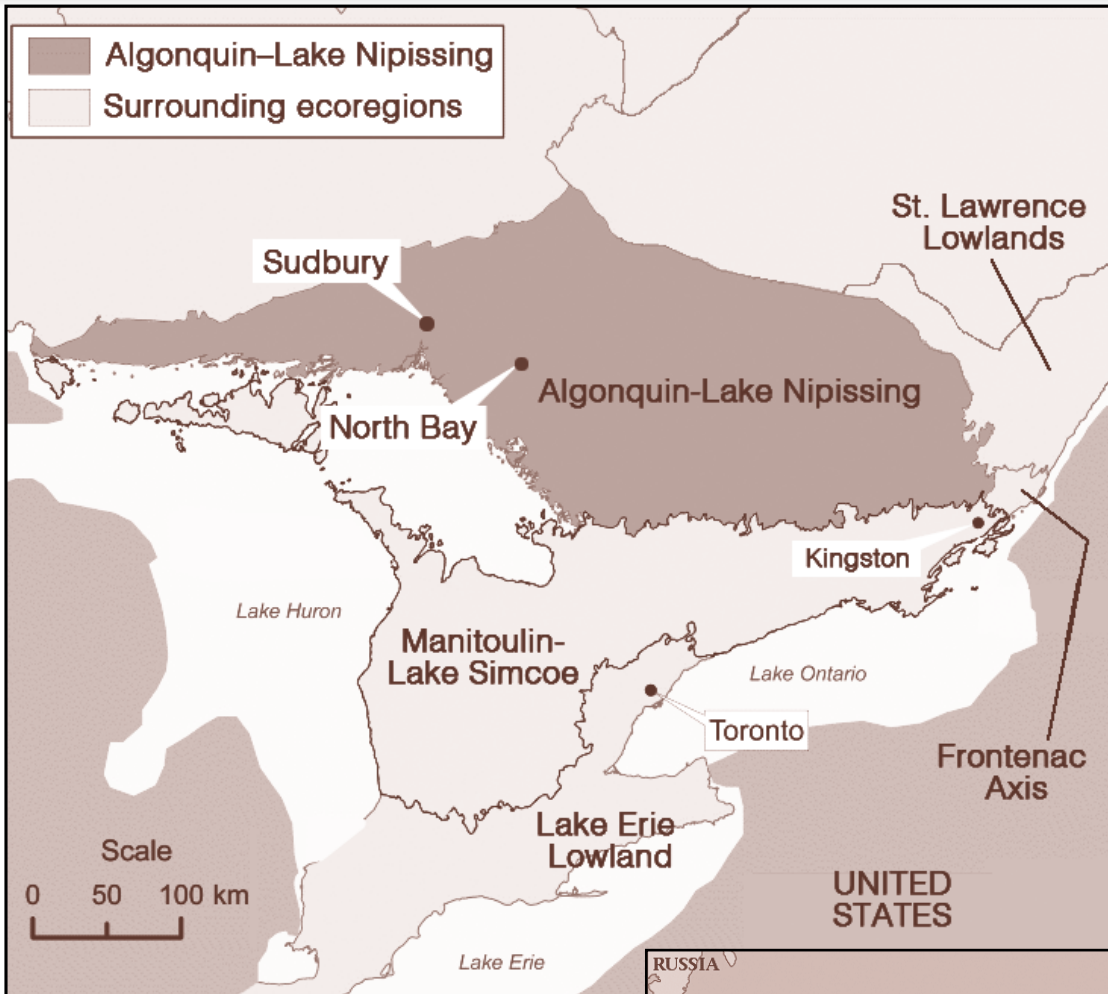 Algonquin–Lake Nipissing
Surrounding ecoregions
St. Lawrence
Lowlands
Sudbury
Algonquin-Lake Nipissing
North Bay
Kingston
Lake Huron
Manitoulin-
Lake Simcoe
Lake Ontario
Toronto
Frontenac
Axis
Lake Erie
Lowland
Scale
0 50 100 km
UNITED
STATES
Lake Erie
RUSSIA